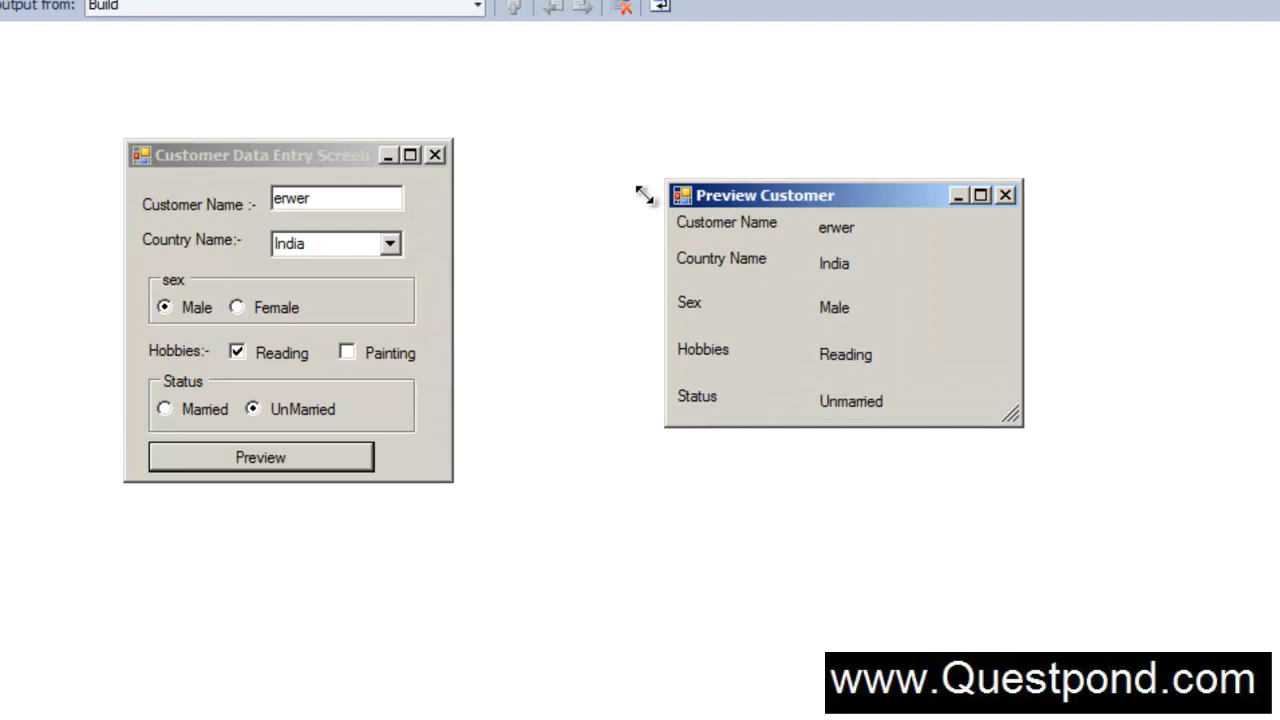 output from: Build
Customer Data Entry Screen
Customer Name :- erwer
Country Name:- India
sex
Male Female
Hobbies:- Reading Painting
Status
Married UnMarried
Preview
Preview Customer
Customer Name erwer
Country Name India
Sex Male
Hobbies Reading
Status Unmarried
www.Questpond.com